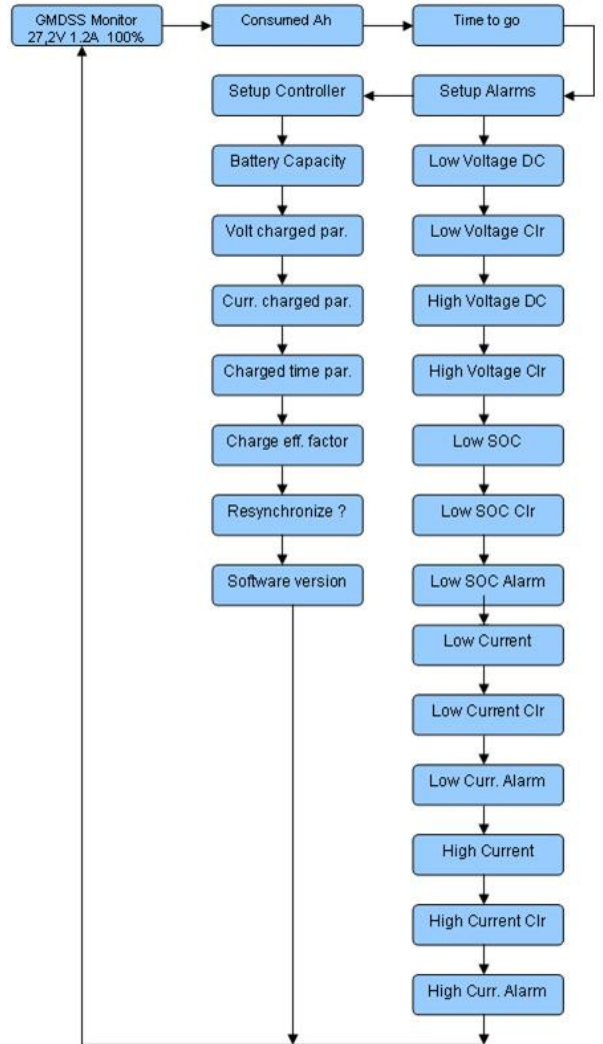 GMDSS Monitor
27,2V 1.2A 100%
Consumed Ah
Time to go
Setup Controller
Setup Alarms
Battery Capacity
Low Voltage DC
Volt charged par.
Low Voltage Clr
Curr. charged par.
High Voltage DC
Charged time par.
High Voltage Clr
Charge eff. factor
Low SOC
Resynchronize ?
Low SOC Clr
Software version
Low SOC Alarm
Low Current
Low Current Clr
Low Curr. Alarm
High Current
High Current Clr
High Curr. Alarm